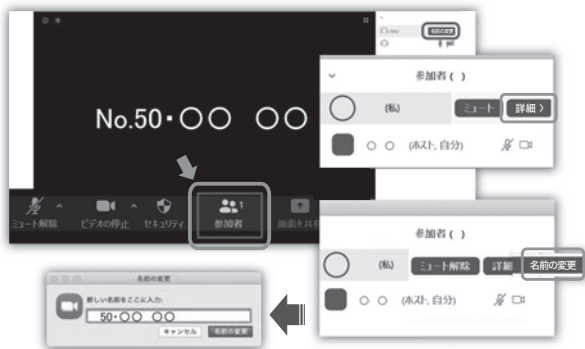 名前の変更
参加者 ( )
(私) ミュート 詳細 >
○ ○ (ホスト, 自分)
No.50・○○ ○○
1
ミュート解除 ビデオの停止 セキュリティ 参加者 画面を共有
参加者 ( )
(私) ミュート解除 詳細 名前の変更
○ ○ (ホスト, 自分)
名前の変更
新しい名前をここに入力:
50・○○ ○○
キャンセル 名前の変更